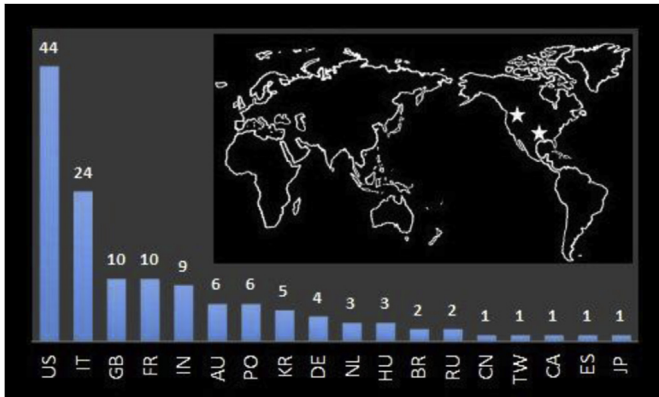 44
24
10
10
9
6
6
5
4
3
3
2
2
1
1
1
1
1
US
IT
GB
FR
IN
AU
PO
KR
DE
NL
HU
BR
RU
CN
TW
CA
ES
JP